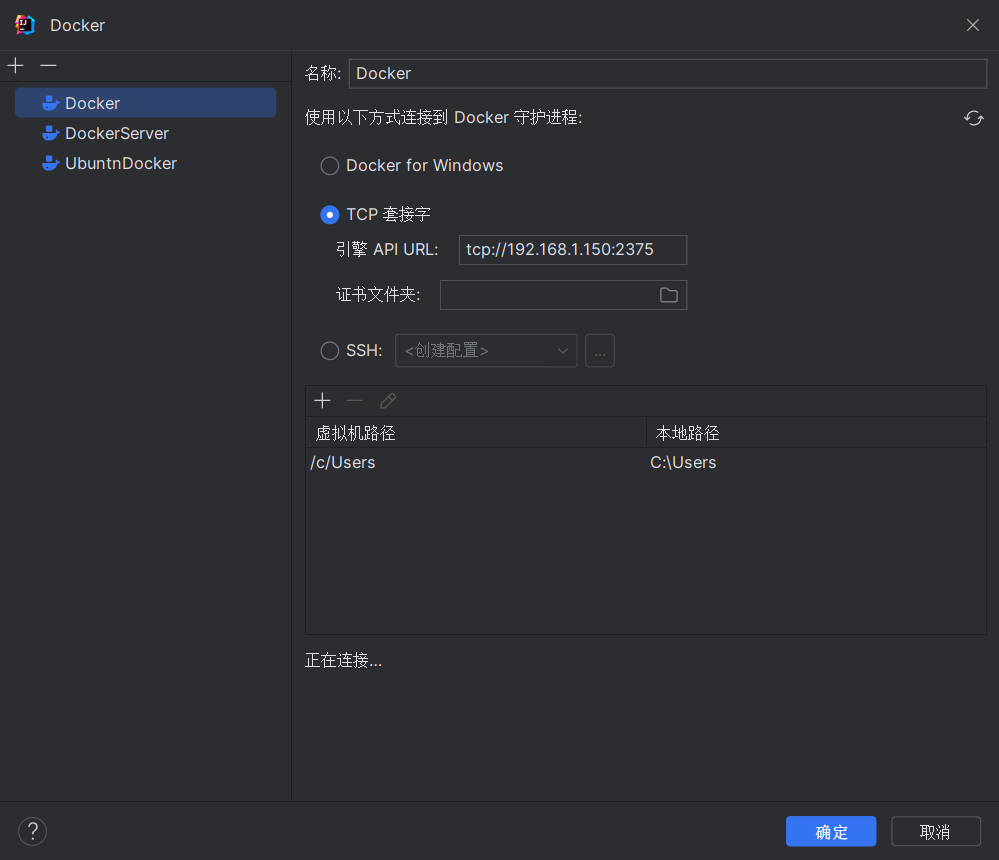 Docker
Docker
DockerServer
UbuntnDocker
名称: Docker
使用以下方式连接到 Docker 守护进程:
Docker for Windows
TCP 套接字
引擎 API URL: tcp://192.168.1.150:2375
证书文件夹:
SSH: <创建配置> ...
虚拟机路径 本地路径
/c/Users C:\Users
正在连接...
? 确定 取消